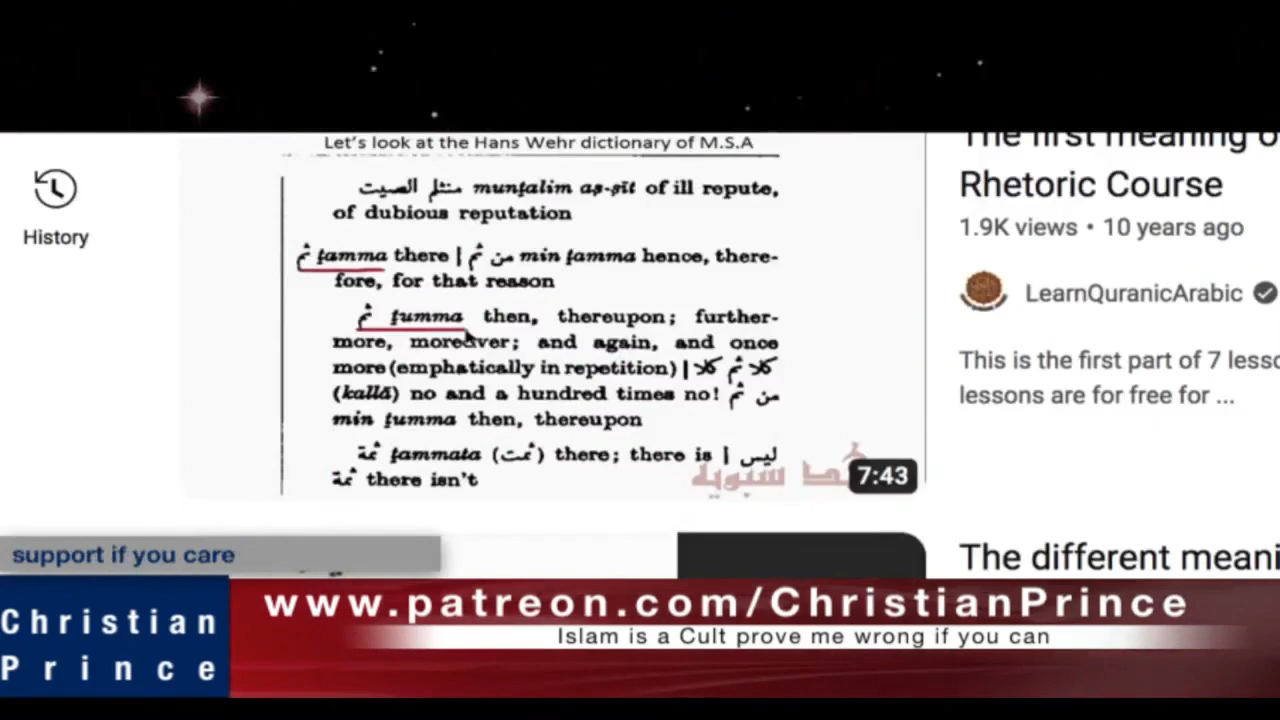 Let's look at the Hans Wehr dictionary of M.S.A
منثلم الصيت munṯalim aṣ-ṣīt of ill repute,
of dubious reputation
ثَم ṯamma there | من ثَم min ṯamma hence, there-
fore, for that reason
ثُم ṯumma then, thereupon; further-
more, moreover; and again, and once
more (emphatically in repetition) | كلا ثم كلا
(kallā) no and a hundred times no! من ثم
min ṯumma then, thereupon
ثمة ṯammata (ثمت) there; there is | ليس
ثمة there isn't
7:43
History
The first meaning o
Rhetoric Course
1.9K views • 10 years ago
LearnQuranicArabic
This is the first part of 7 less
lessons are for free for ...
The different meani
support if you care
Christian
Prince
www.patreon.com/ChristianPrince
Islam is a Cult prove me wrong if you can